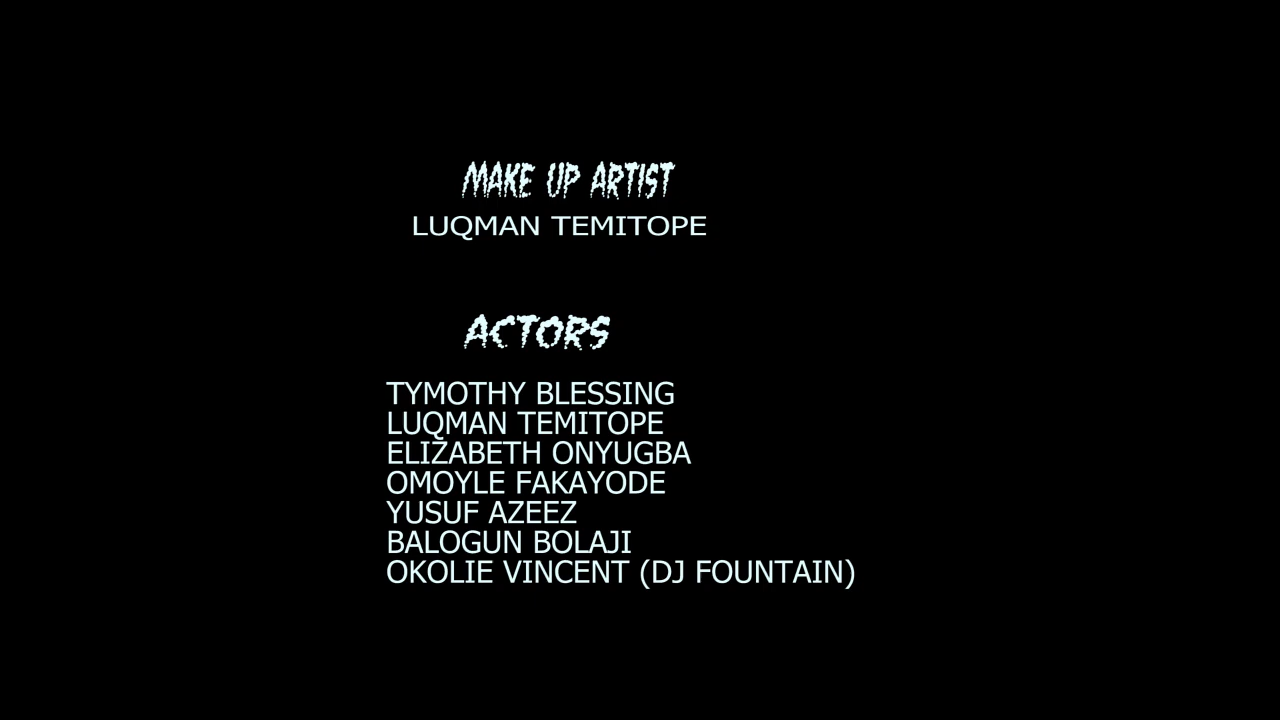 MAKE UP ARTIST
LUQMAN TEMITOPE
ACTORS
TYMOTHY BLESSING
LUQMAN TEMITOPE
ELIZABETH ONYUGBA
OMOYLE FAKAYODE
YUSUF AZEEZ
BALOGUN BOLAJI
OKOLIE VINCENT (DJ FOUNTAIN)